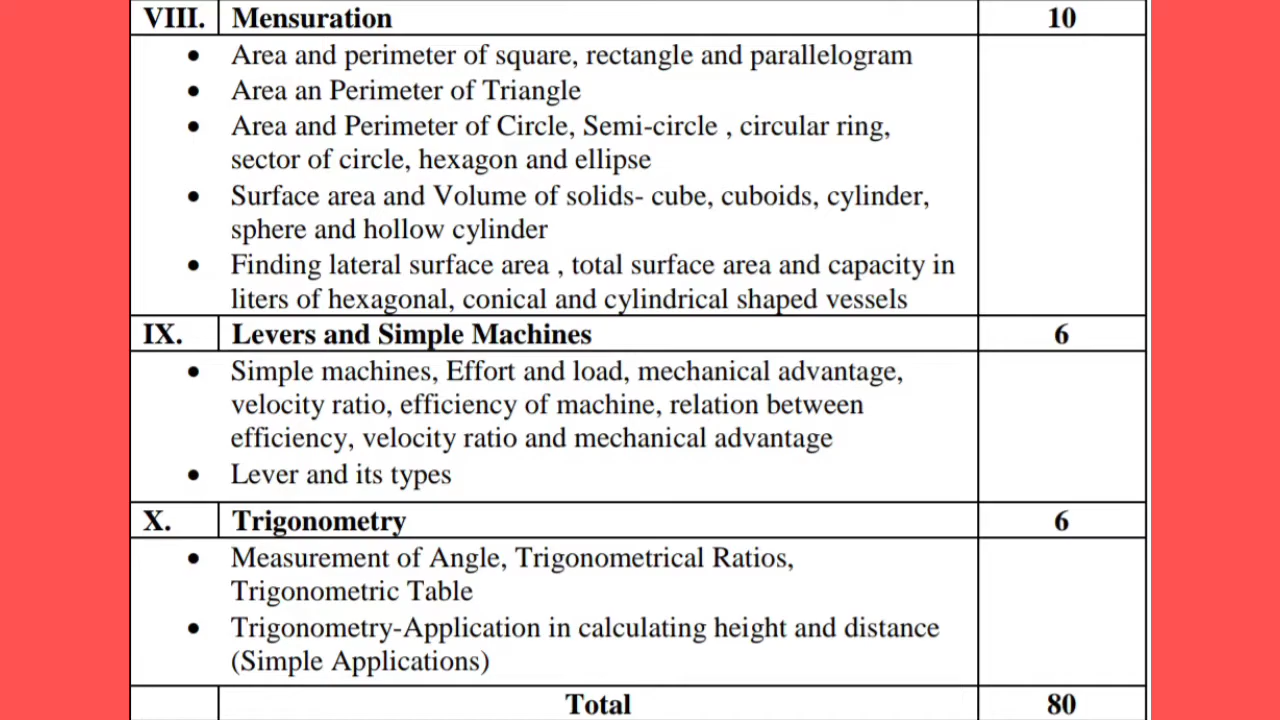 VIII. Mensuration 10
• Area and perimeter of square, rectangle and parallelogram
• Area an Perimeter of Triangle
• Area and Perimeter of Circle, Semi-circle , circular ring,
sector of circle, hexagon and ellipse
• Surface area and Volume of solids- cube, cuboids, cylinder,
sphere and hollow cylinder
• Finding lateral surface area , total surface area and capacity in
liters of hexagonal, conical and cylindrical shaped vessels
IX. Levers and Simple Machines 6
• Simple machines, Effort and load, mechanical advantage,
velocity ratio, efficiency of machine, relation between
efficiency, velocity ratio and mechanical advantage
• Lever and its types
X. Trigonometry 6
• Measurement of Angle, Trigonometrical Ratios,
Trigonometric Table
• Trigonometry-Application in calculating height and distance
(Simple Applications)
Total 80